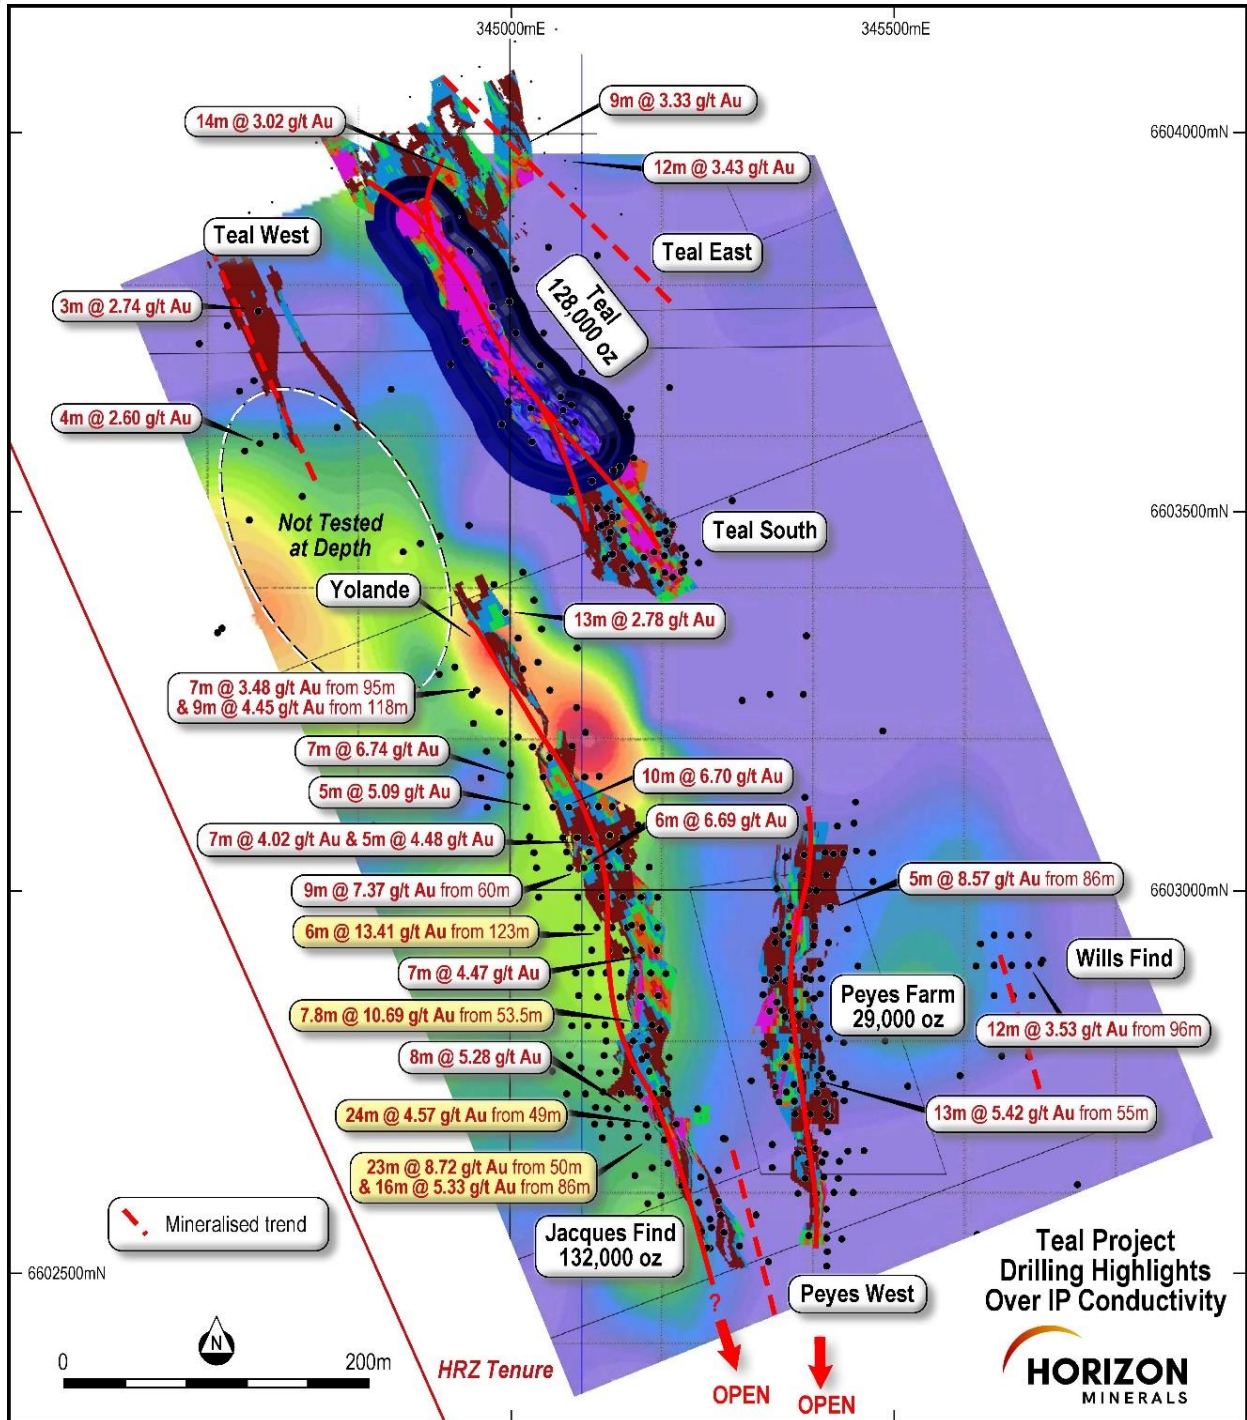 345000mE
345500mE
9m @ 3.33 g/t Au
14m @ 3.02 g/t Au
6604000mN
12m @ 3.43 g/t Au
Teal West
Teal East
Teal
128,000 oz
3m @ 2.74 g/t Au
4m @ 2.60 g/t Au
6603500mN
Not Tested
at Depth
Teal South
Yolande
13m @ 2.78 g/t Au
7m @ 3.48 g/t Au from 95m
& 9m @ 4.45 g/t Au from 118m
7m @ 6.74 g/t Au
10m @ 6.70 g/t Au
5m @ 5.09 g/t Au
6m @ 6.69 g/t Au
7m @ 4.02 g/t Au & 5m @ 4.48 g/t Au
9m @ 7.37 g/t Au from 60m
5m @ 8.57 g/t Au from 86m
6603000mN
6m @ 13.41 g/t Au from 123m
Wills Find
7m @ 4.47 g/t Au
Peyes Farm
29,000 oz
7.8m @ 10.69 g/t Au from 53.5m
12m @ 3.53 g/t Au from 96m
8m @ 5.28 g/t Au
24m @ 4.57 g/t Au from 49m
13m @ 5.42 g/t Au from 55m
23m @ 8.72 g/t Au from 50m
& 16m @ 5.33 g/t Au from 86m
Mineralised trend
Jacques Find
132,000 oz
6602500mN
Teal Project
Drilling Highlights
Over IP Conductivity
Peyes West
?
N
0
200m
HRZ Tenure
OPEN
OPEN
HORIZON
MINERALS